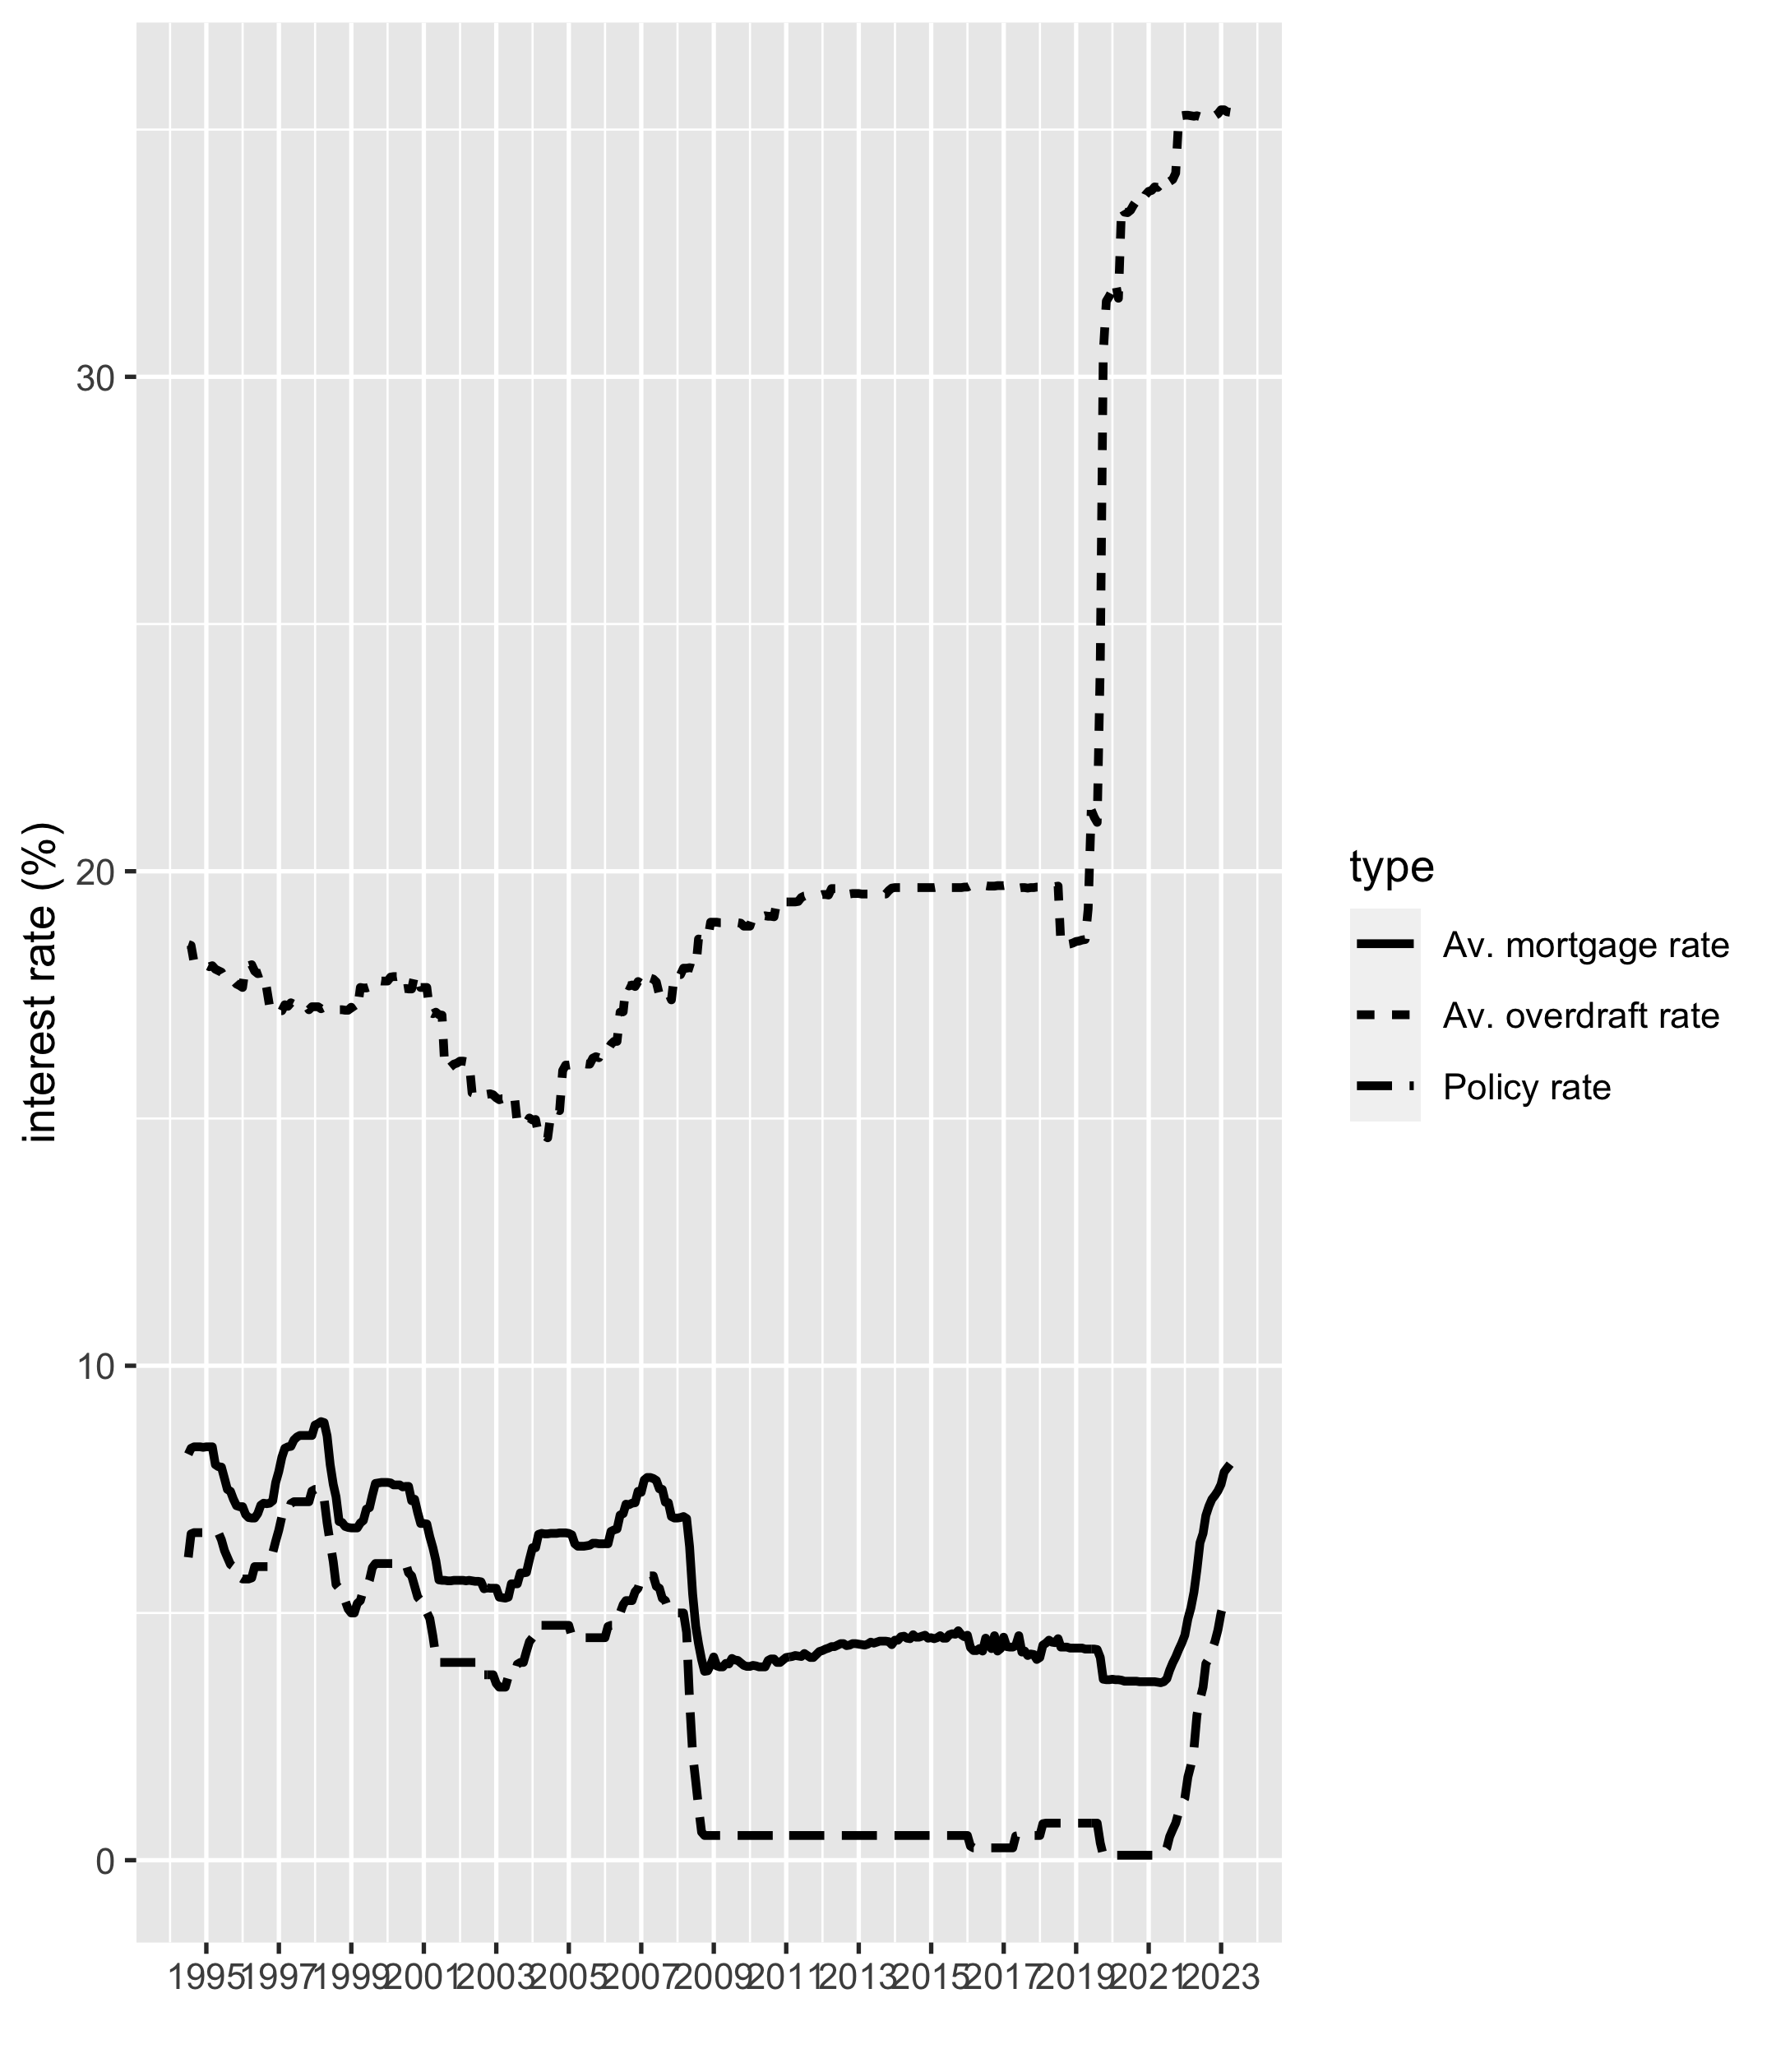 interest rate (%)
30
20
10
0
1995 1997 1999 2001 2003 2005 2007 2009 2011 2013 2015 2017 2019 2021 2023
type
Av. mortgage rate
Av. overdraft rate
Policy rate